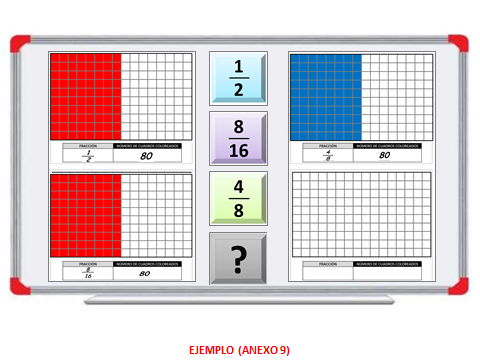 FRACCIÓN NÚMERO DE CUADROS COLOREADOS
1/2 80
1
2
FRACCIÓN NÚMERO DE CUADROS COLOREADOS
4/8 80
8
16
4
8
?
FRACCIÓN NÚMERO DE CUADROS COLOREADOS
8/16 80
FRACCIÓN NÚMERO DE CUADROS COLOREADOS
EJEMPLO (ANEXO 9)